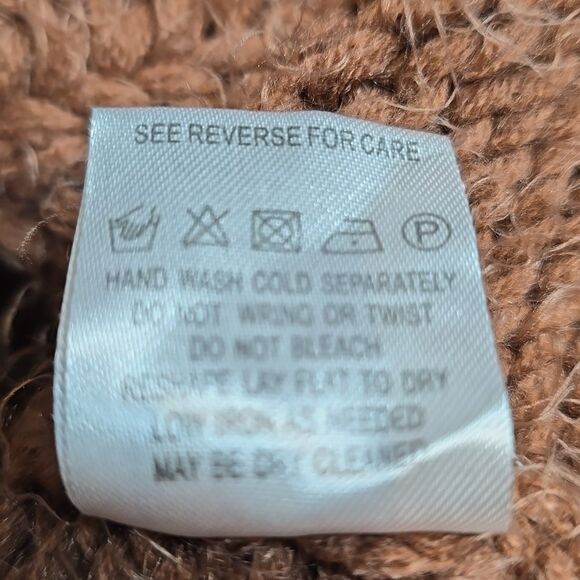 SEE REVERSE FOR CARE
P
HAND WASH COLD SEPARATELY
DO NOT WRING OR TWIST
DO NOT BLEACH
RESHAPE LAY FLAT TO DRY
LOW IRON AS NEEDED
MAY BE DRY CLEANED